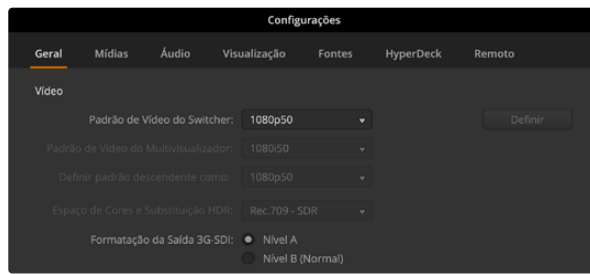 Configurações
Geral Mídias Áudio Visualização Fontes HyperDeck Remoto
Vídeo
Padrão de Vídeo do Switcher: 1080p50 Definir
Padrão de Vídeo do Multivisualizador: 1080i50
Definir padrão descendente como: 1080p50
Espaço de Cores e Substituição HDR: Rec.709 - SDR
Formatação da Saída 3G-SDI: Nível A
Nível B (Normal)